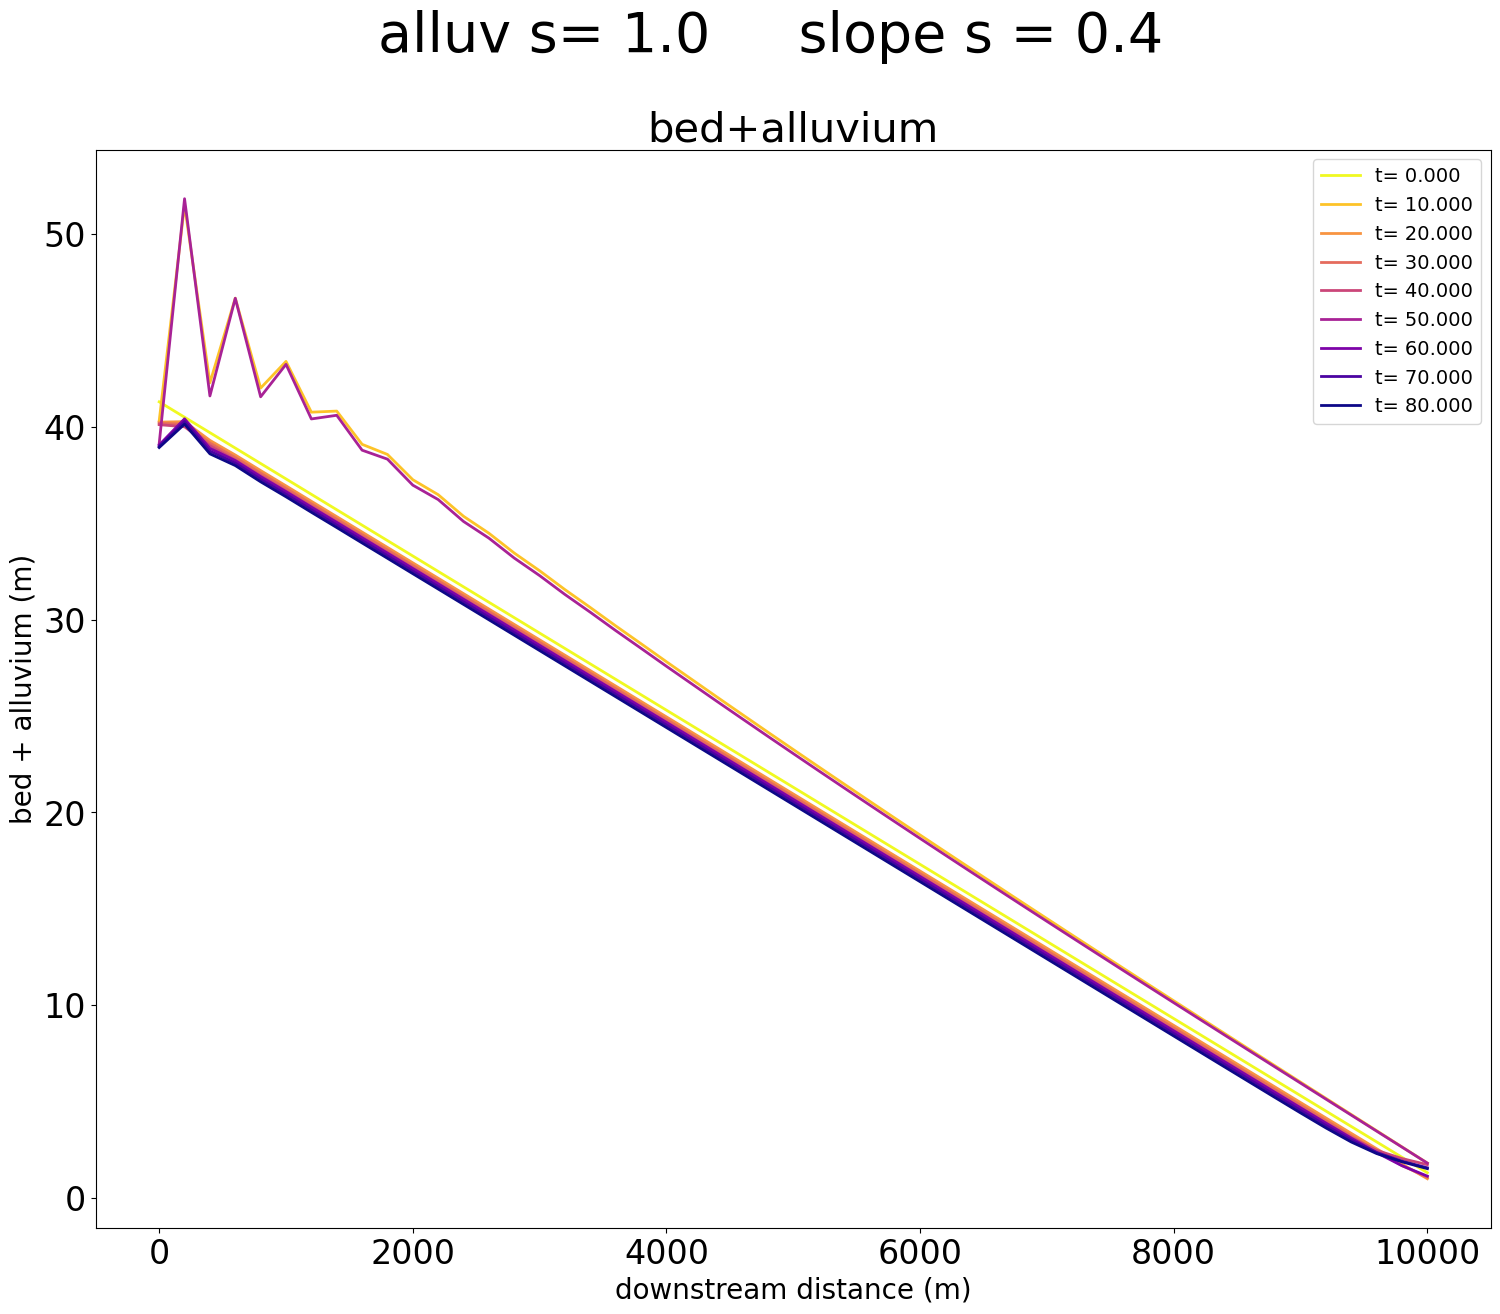 alluv s= 1.0     slope s = 0.4
bed+alluvium
t= 0.000
t= 10.000
t= 20.000
t= 30.000
t= 40.000
t= 50.000
t= 60.000
t= 70.000
t= 80.000
bed + alluvium (m)
50
40
30
20
10
0
0 2000 4000 6000 8000 10000
downstream distance (m)